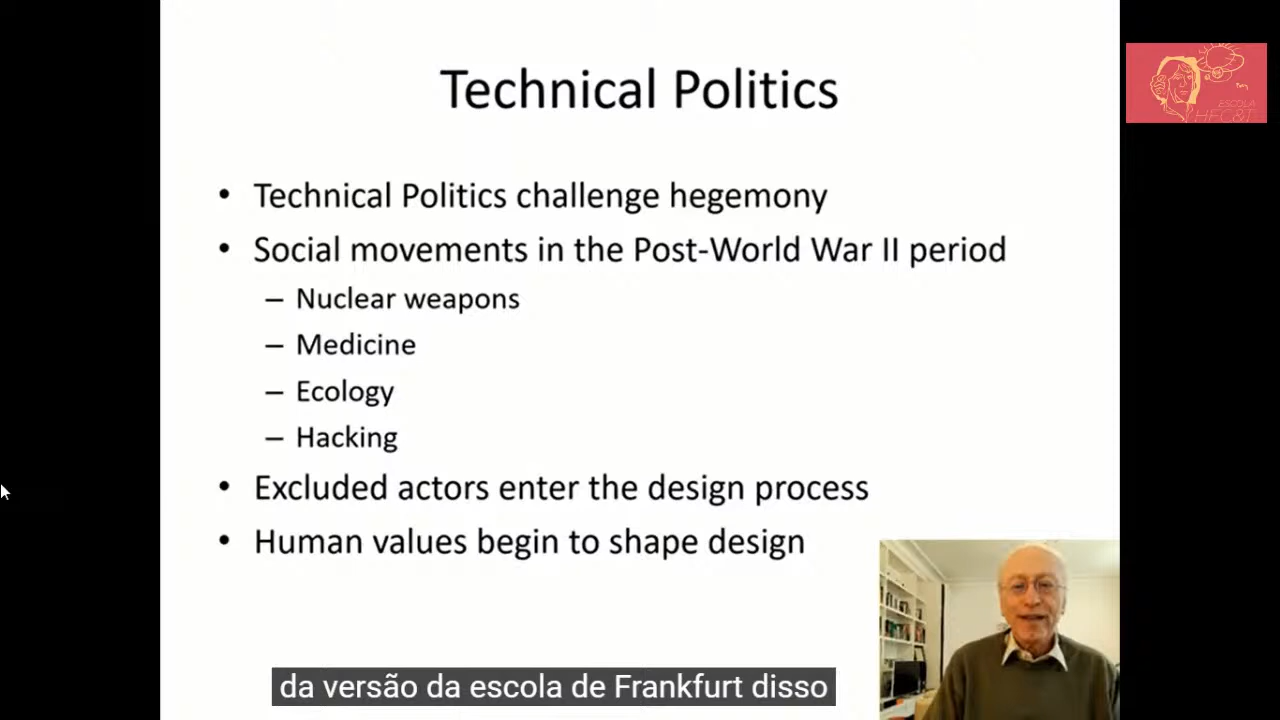 Technical Politics
• Technical Politics challenge hegemony
• Social movements in the Post-World War II period
– Nuclear weapons
– Medicine
– Ecology
– Hacking
• Excluded actors enter the design process
• Human values begin to shape design
ESCOLA
HFC&T
da versão da escola de Frankfurt disso